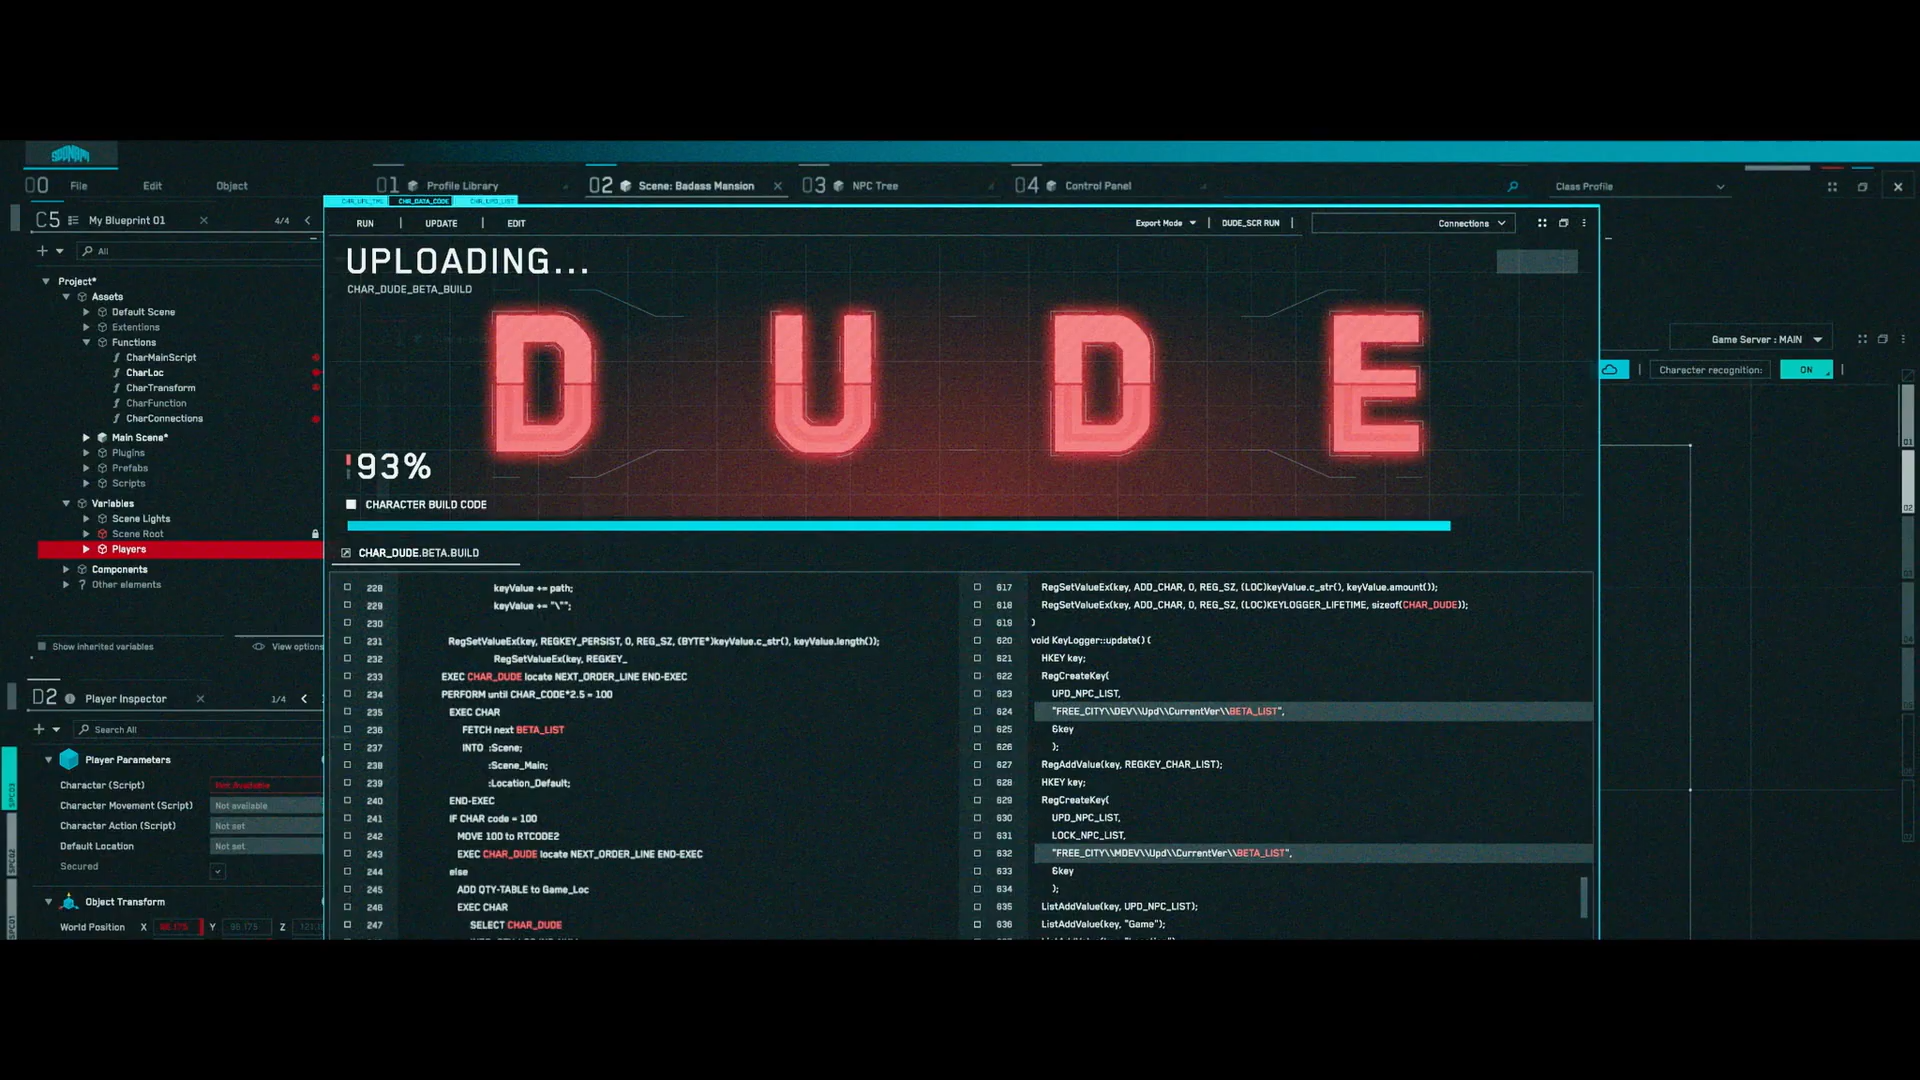 SOONAMI
00 File Edit Object
01 Profile Library
02 Scene: Badass Mansion
03 NPC Tree
04 Control Panel
Class Profile
C5 My Blueprint 01 4/4
All
Project*
Assets
Default Scene
Extentions
Functions
CharMainScript
CharLoc
CharTransform
CharFunction
CharConnections
Main Scene*
Plugins
Prefabs
Scripts
Variables
Scene Lights
Scene Root
Players
Components
Other elements
Show inherited variables View options
D2 Player Inspector 1/4
Search All
Player Parameters
Character (Script) Not Available
Character Movement (Script) Not available
Character Action (Script) Not set
Default Location Not set
Secured
Object Transform
World Position X Y Z
CHR_DATA_CODE
RUN | UPDATE | EDIT
Export Mode | DUDE_SCR RUN | Connections
UPLOADING...
CHAR_DUDE_BETA_BUILD
DUDE
93%
CHARACTER BUILD CODE
CHAR_DUDE.BETA.BUILD
228 keyValue += path;
229 keyValue += "\"";
230
231 RegSetValueEx(key, REGKEY_PERSIST, 0, REG_SZ, (BYTE*)keyValue.c_str(), keyValue.length());
232 RegSetValueEx(key, REGKEY_
233 EXEC CHAR_DUDE locate NEXT_ORDER_LINE END-EXEC
234 PERFORM until CHAR_CODE*2.5 = 100
235 EXEC CHAR
236 FETCH next BETA_LIST
237 INTO :Scene;
238 :Scene_Main;
239 :Location_Default;
240 END-EXEC
241 IF CHAR code = 100
242 MOVE 100 to RTCODE2
243 EXEC CHAR_DUDE locate NEXT_ORDER_LINE END-EXEC
244 else
245 ADD QTY-TABLE to Game_Loc
246 EXEC CHAR
247 SELECT CHAR_DUDE
617 RegSetValueEx(key, ADD_CHAR, 0, REG_SZ, (LOC)keyValue.c_str(), keyValue.amount());
618 RegSetValueEx(key, ADD_CHAR, 0, REG_SZ, (LOC)KEYLOGGER_LIFETIME, sizeof(CHAR_DUDE));
619 }
620 void KeyLogger::update() {
621 HKEY key;
622 RegCreateKey(
623 UPD_NPC_LIST,
624 "FREE_CITY\\DEV\\Upd\\CurrentVer\\BETA_LIST",
625 &key
626 );
627 RegAddValue(key, REGKEY_CHAR_LIST);
628 HKEY key;
629 RegCreateKey(
630 UPD_NPC_LIST,
631 LOCK_NPC_LIST,
632 "FREE_CITY\\MDEV\\Upd\\CurrentVer\\BETA_LIST",
633 &key
634 );
635 ListAddValue(key, UPD_NPC_LIST);
636 ListAddValue(key, "Game");
Game Server : MAIN
Character recognition: ON